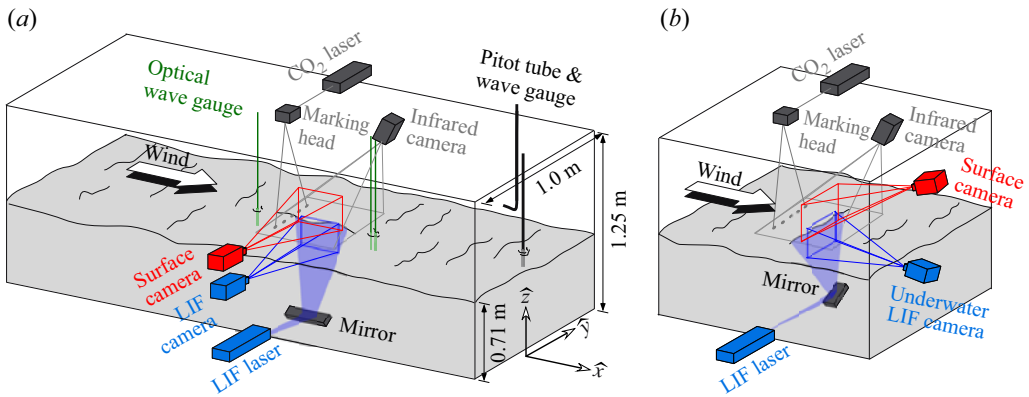 (a)
CO2 laser
Optical
wave gauge
Marking
head
Infrared
camera
Pitot tube &
wave gauge
Wind
1.0 m
1.25 m
Surface
camera
LIF
camera
Mirror
LIF laser
0.71 m
ẑ
ŷ
x̂
(b)
CO2 laser
Marking
head
Infrared
camera
Wind
Surface
camera
Mirror
Underwater
LIF camera
LIF laser